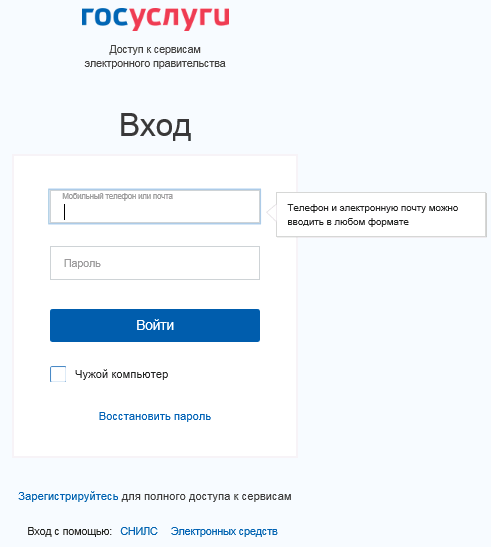 госуслуги
Доступ к сервисам
электронного правительства
Вход
Мобильный телефон или почта
Телефон и электронную почту можно
вводить в любом формате
Пароль
Войти
Чужой компьютер
Восстановить пароль
Зарегистрируйтесь для полного доступа к сервисам
Вход с помощью: СНИЛС Электронных средств